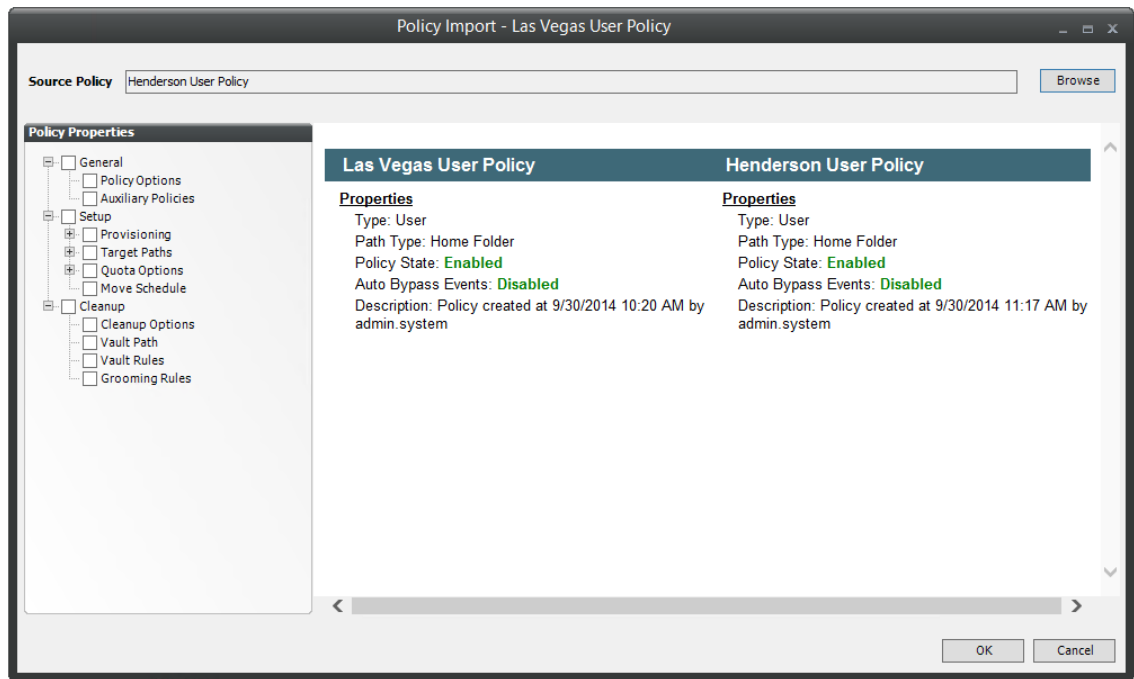 Policy Import - Las Vegas User Policy
Source Policy Henderson User Policy Browse
Policy Properties
General
Policy Options
Auxiliary Policies
Setup
Provisioning
Target Paths
Quota Options
Move Schedule
Cleanup
Cleanup Options
Vault Path
Vault Rules
Grooming Rules
Las Vegas User Policy
Properties
Type: User
Path Type: Home Folder
Policy State: Enabled
Auto Bypass Events: Disabled
Description: Policy created at 9/30/2014 10:20 AM by
admin.system
Henderson User Policy
Properties
Type: User
Path Type: Home Folder
Policy State: Enabled
Auto Bypass Events: Disabled
Description: Policy created at 9/30/2014 11:17 AM by
admin.system
OK Cancel